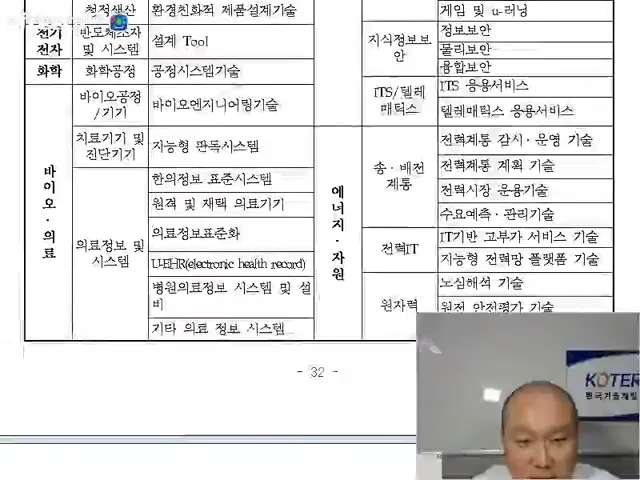 청정생산
환경친화적 제품설계기술
전기
전자
반도체소자
및 시스템
설계 Tool
화학
화학공정
공정시스템기술
바이오·의료
바이오공정
/기기
바이오엔지니어링기술
치료기기 및
진단기기
지능형 판독시스템
의료정보 및
시스템
한의정보 표준시스템
원격 및 재택 의료기기
의료정보표준화
U-EHR(electronic health record)
병원의료정보 시스템 및 설
비
기타 의료 정보 시스템
게임 및 u-러닝
지식정보보
안
정보보안
물리보안
융합보안
ITS/텔레
매틱스
ITS 응용서비스
텔레매틱스 응용서비스
에너지·자원
송·배전
계통
전력계통 감시·운영 기술
전력계통 계획 기술
전력시장 운용기술
수요예측·관리기술
전력IT
IT기반 고부가 서비스 기술
지능형 전력망 플랫폼 기술
원자력
노심해석 기술
원전 안전평가 기술
- 32 -
KOTER
한국기술개발